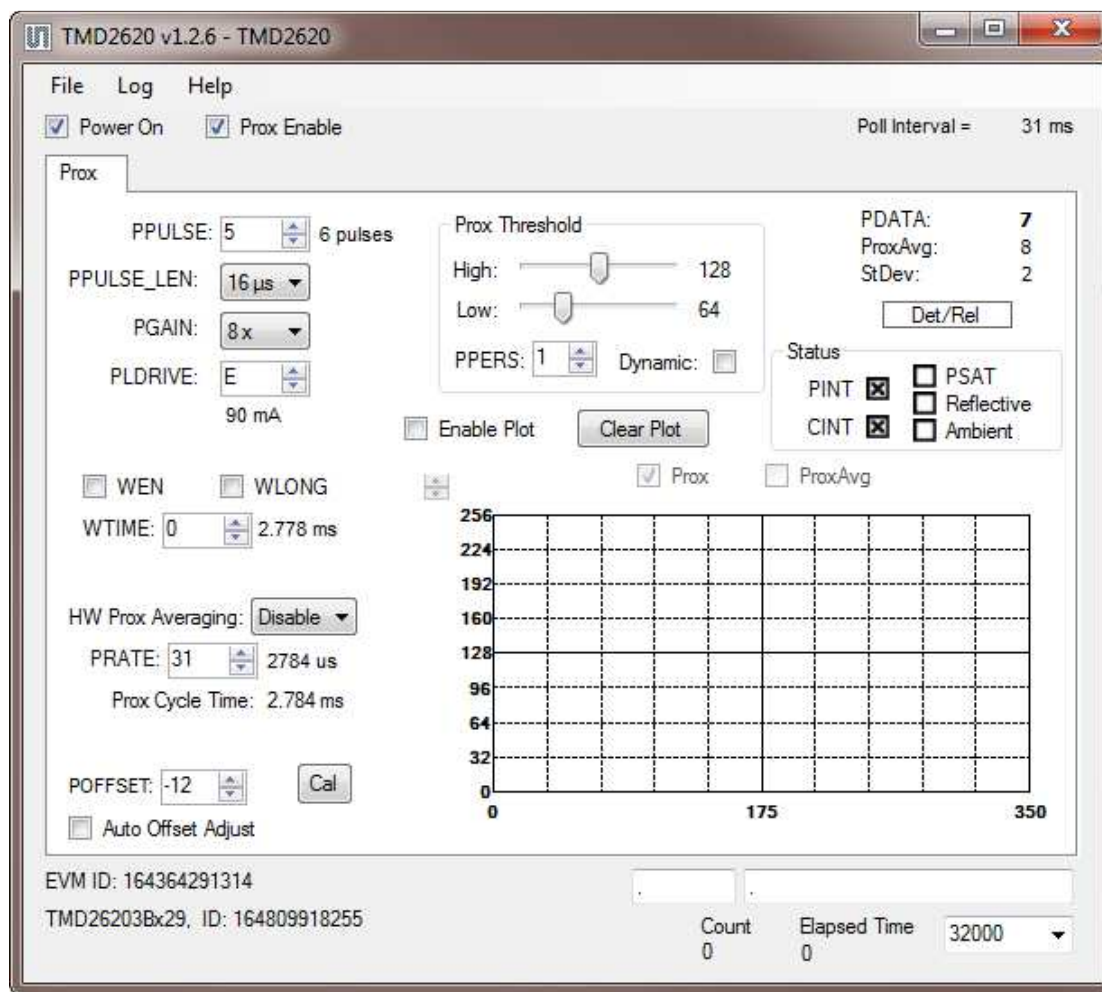 TMD2620 v1.2.6 - TMD2620
File Log Help
Power On Prox Enable Poll Interval = 31 ms
Prox
PPULSE: 5 6 pulses
PPULSE_LEN: 16 µs
PGAIN: 8 x
PLDRIVE: E
90 mA
Prox Threshold
High: 128
Low: 64
PPERS: 1 Dynamic:
PDATA: 7
ProxAvg: 8
StDev: 2
Det/Rel
Status
PINT PSAT
Reflective
CINT Ambient
Enable Plot Clear Plot
Prox ProxAvg
WEN WLONG
WTIME: 0 2.778 ms
HW Prox Averaging: Disable
PRATE: 31 2784 us
Prox Cycle Time: 2.784 ms
POFFSET: -12 Cal
Auto Offset Adjust
256
224
192
160
128
96
64
32
0
0 175 350
EVM ID: 164364291314
. .
TMD26203Bx29, ID: 164809918255
Count Elapsed Time 32000
0 0